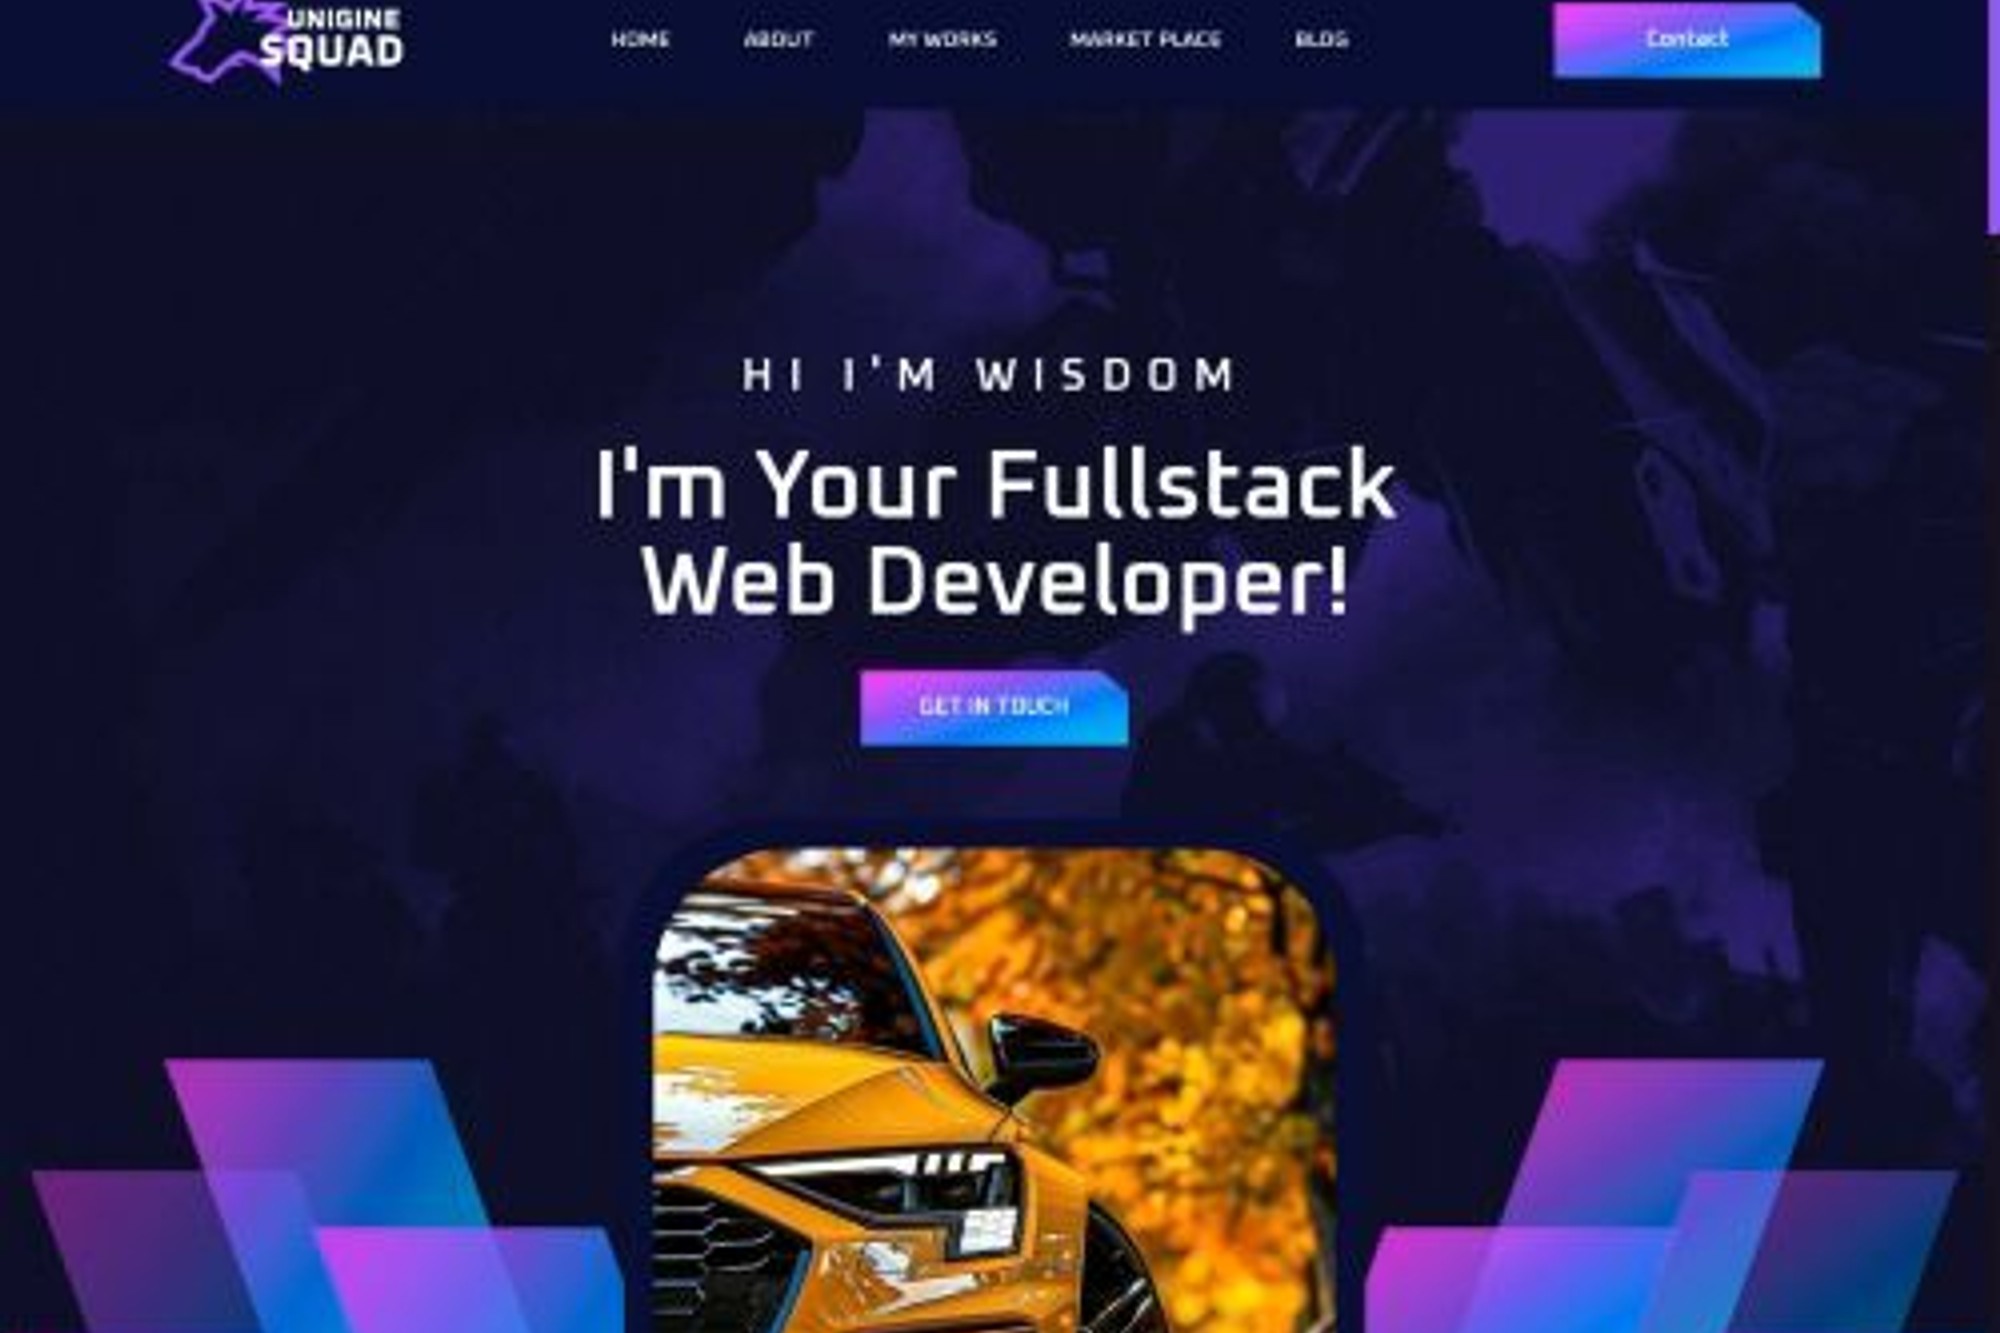 UNIGINE
SQUAD
HOME ABOUT MY WORKS MARKET PLACE BLOG Contact
HI I'M WISDOM
I'm Your Fullstack
Web Developer!
GET IN TOUCH